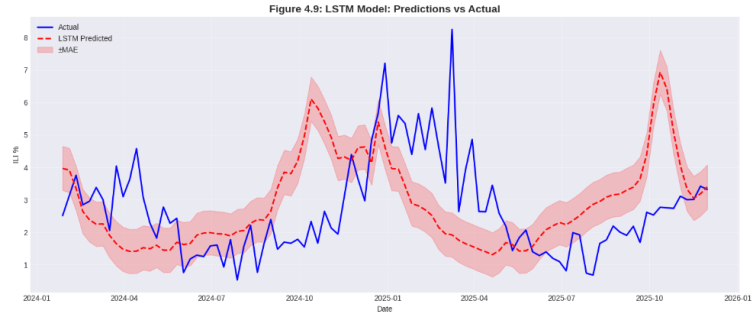 Figure 4.9: LSTM Model: Predictions vs Actual
Actual
LSTM Predicted
±MAE
8
7
6
5
4
3
2
1
ILI %
2024-01 2024-04 2024-07 2024-10 2025-01 2025-04 2025-07 2025-10 2026-01
Date